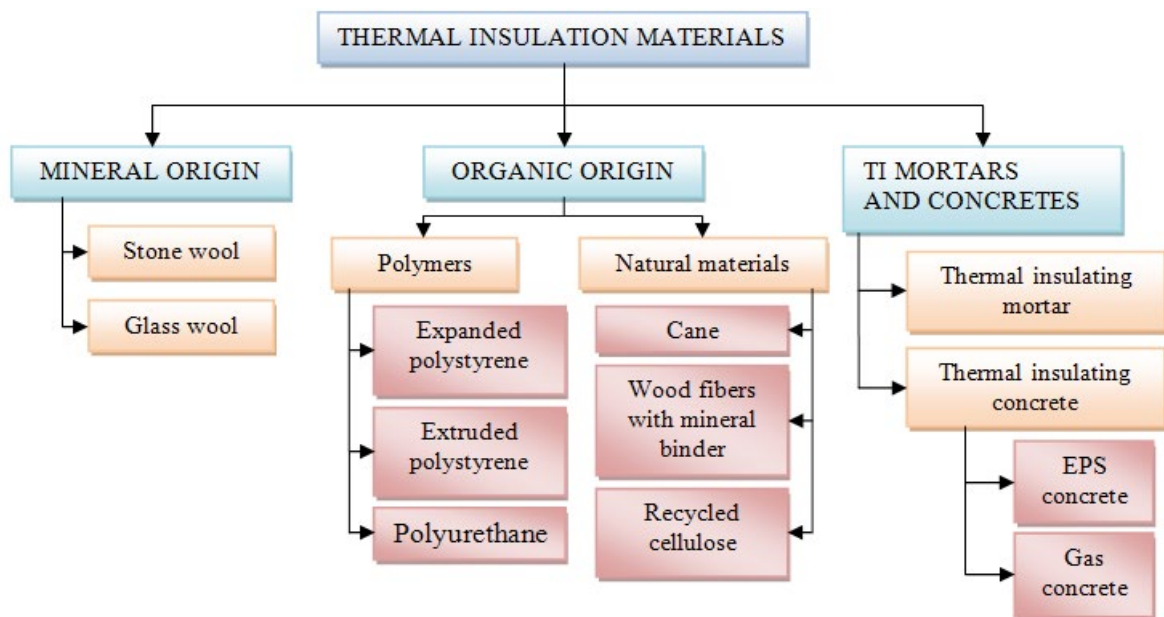 THERMAL INSULATION MATERIALS
MINERAL ORIGIN
Stone wool
Glass wool
ORGANIC ORIGIN
Polymers
Expanded
polystyrene
Extruded
polystyrene
Polyurethane
Natural materials
Cane
Wood fibers
with mineral
binder
Recycled
cellulose
TI MORTARS
AND CONCRETES
Thermal insulating
mortar
Thermal insulating
concrete
EPS
concrete
Gas
concrete